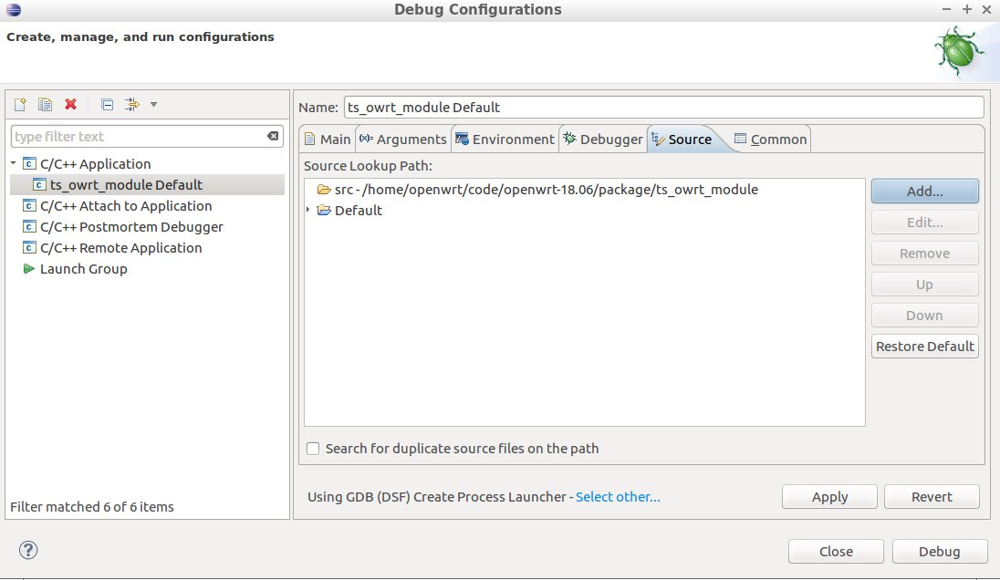 Debug Configurations
Create, manage, and run configurations
type filter text
C/C++ Application
ts_owrt_module Default
C/C++ Attach to Application
C/C++ Postmortem Debugger
C/C++ Remote Application
Launch Group
Filter matched 6 of 6 items
Name: ts_owrt_module Default
Main (x)= Arguments Environment Debugger Source Common
Source Lookup Path:
src - /home/openwrt/code/openwrt-18.06/package/ts_owrt_module
Default
Add...
Edit...
Remove
Up
Down
Restore Default
Search for duplicate source files on the path
Using GDB (DSF) Create Process Launcher - Select other...
Apply Revert
? Close Debug